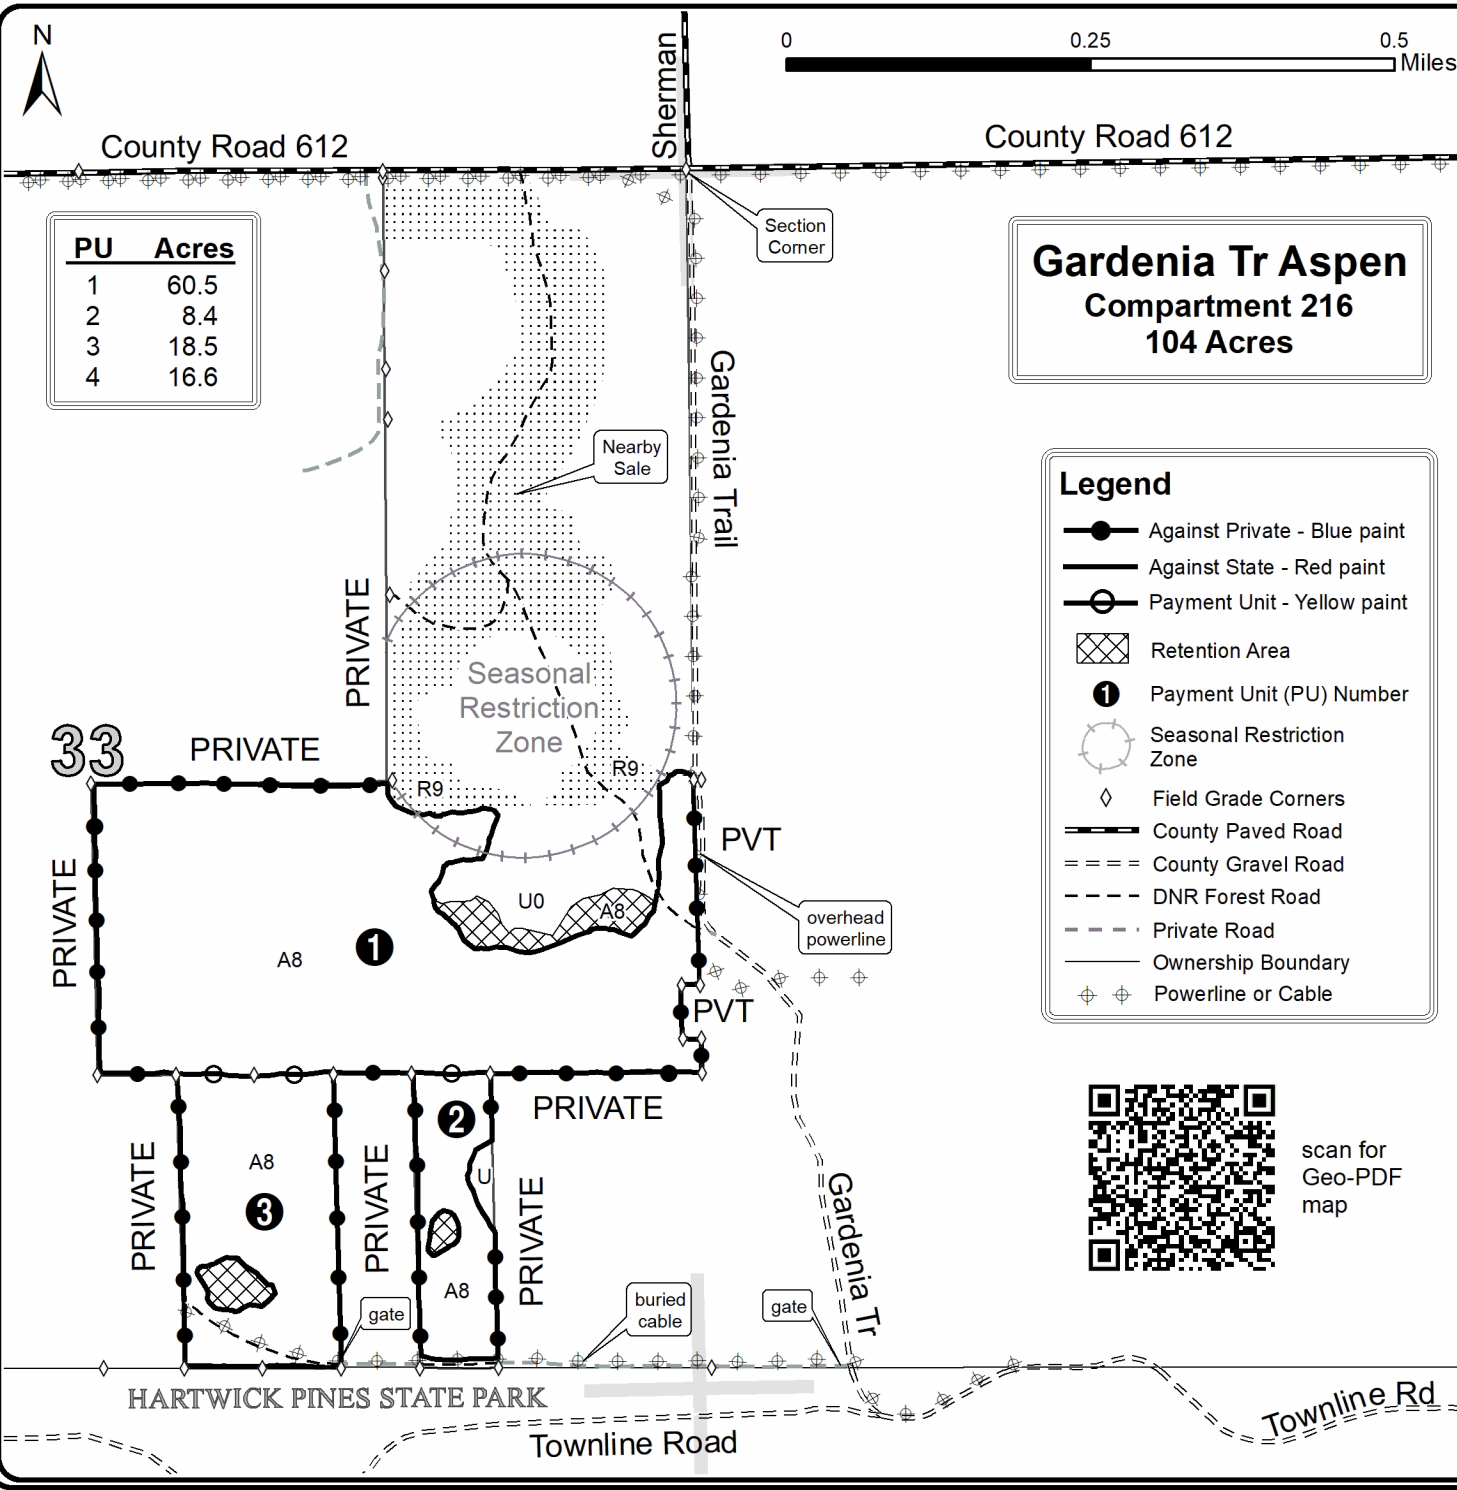 N
Sherman
0 0.25 0.5
Miles
County Road 612
County Road 612
PU Acres
1 60.5
2 8.4
3 18.5
4 16.6
Section
Corner
Gardenia Tr Aspen
Compartment 216
104 Acres
Gardenia Trail
Nearby
Sale
Legend
Against Private - Blue paint
Against State - Red paint
Payment Unit - Yellow paint
Retention Area
1 Payment Unit (PU) Number
Seasonal Restriction
Zone
Field Grade Corners
County Paved Road
County Gravel Road
DNR Forest Road
Private Road
Ownership Boundary
Powerline or Cable
PRIVATE
Seasonal
Restriction
Zone
33
PRIVATE
R9
R9
PVT
PRIVATE
U0
A8
overhead
powerline
A8
1
PVT
PRIVATE
2
PRIVATE
A8
PRIVATE
U
PRIVATE
3
A8
Gardenia Tr
scan for
Geo-PDF
map
gate
buried
cable
gate
HARTWICK PINES STATE PARK
Townline Road
Townline Rd